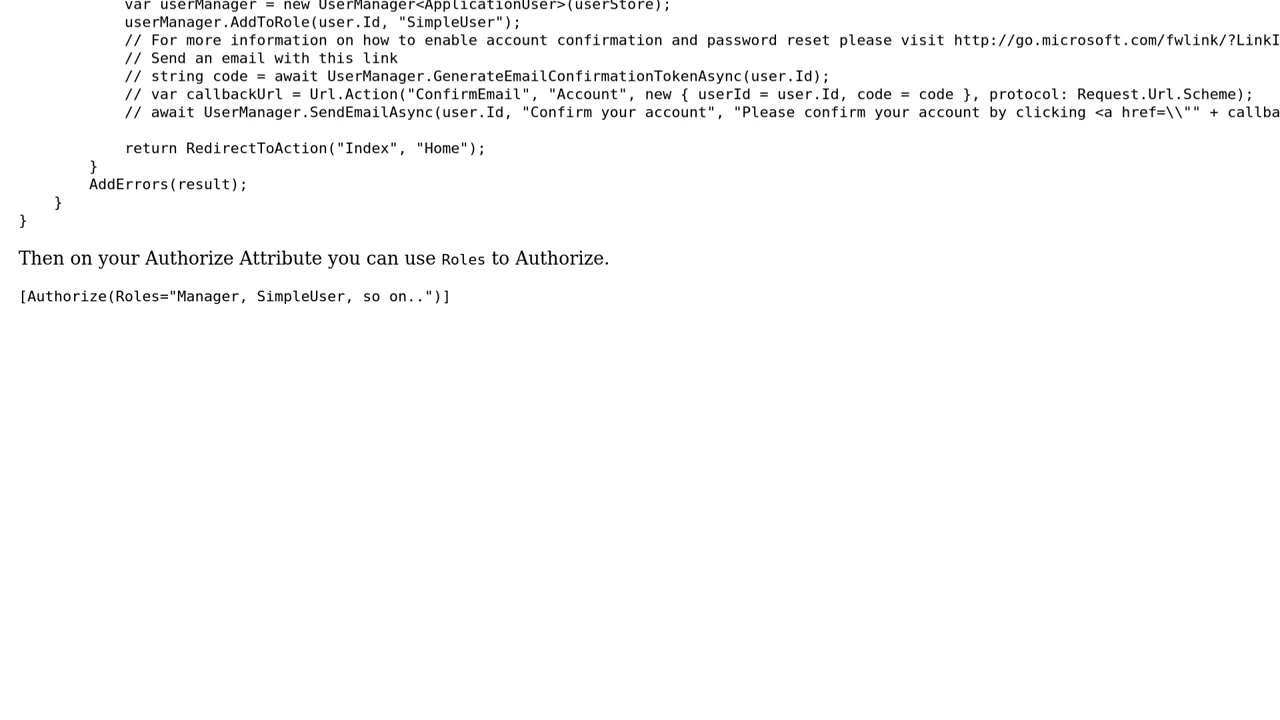 var userManager = new UserManager<ApplicationUser>(userStore);
userManager.AddToRole(user.Id, "SimpleUser");
// For more information on how to enable account confirmation and password reset please visit http://go.microsoft.com/fwlink/?LinkI
// Send an email with this link
// string code = await UserManager.GenerateEmailConfirmationTokenAsync(user.Id);
// var callbackUrl = Url.Action("ConfirmEmail", "Account", new { userId = user.Id, code = code }, protocol: Request.Url.Scheme);
// await UserManager.SendEmailAsync(user.Id, "Confirm your account", "Please confirm your account by clicking <a href=\\"" + callba
return RedirectToAction("Index", "Home");
}
AddErrors(result);
}
}
Then on your Authorize Attribute you can use Roles to Authorize.
[Authorize(Roles="Manager, SimpleUser, so on..")]